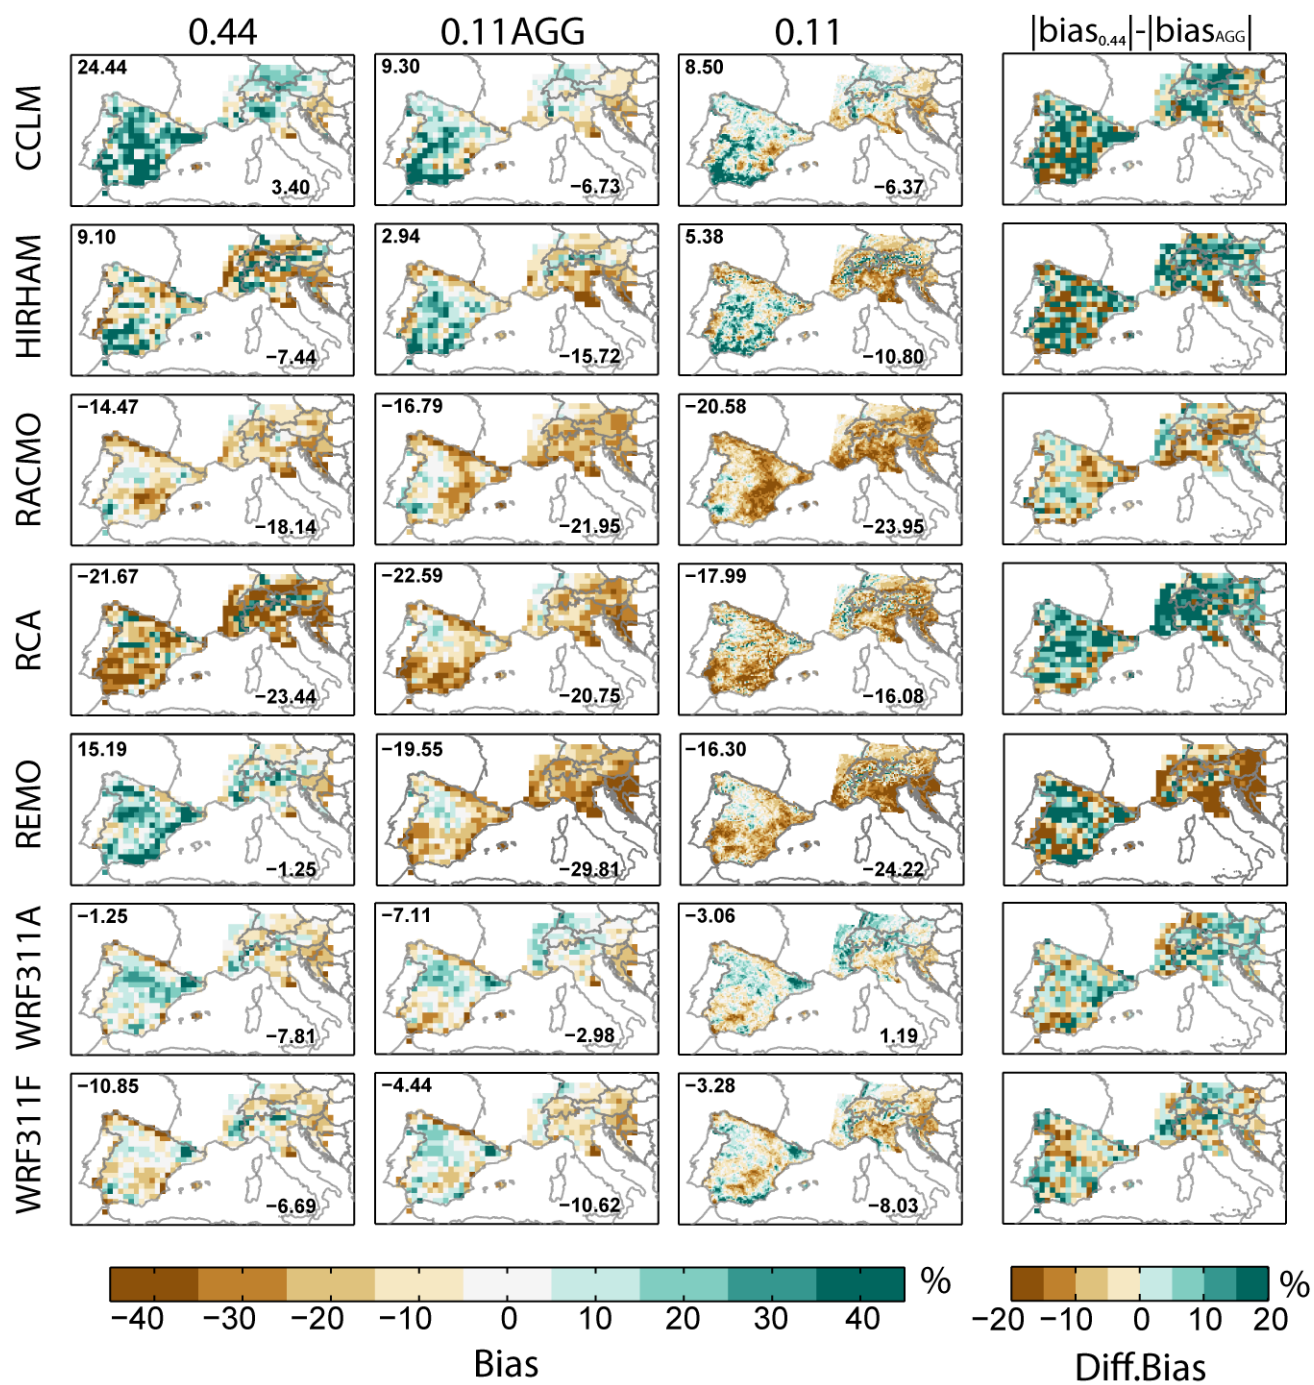 0.44 0.11AGG 0.11 |bias0.44|-|biasAGG|
CCLM
24.44 9.30 8.50
3.40 −6.73 −6.37
HIRHAM
9.10 2.94 5.38
−7.44 −15.72 −10.80
RACMO
−14.47 −16.79 −20.58
−18.14 −21.95 −23.95
RCA
−21.67 −22.59 −17.99
−23.44 −20.75 −16.08
REMO
15.19 −19.55 −16.30
−1.25 −29.81 −24.22
WRF311A
−1.25 −7.11 −3.06
−7.81 −2.98 1.19
WRF311F
−10.85 −4.44 −3.28
−6.69 −10.62 −8.03
% %
−40 −30 −20 −10 0 10 20 30 40 −20 −10 0 10 20
Bias Diff.Bias